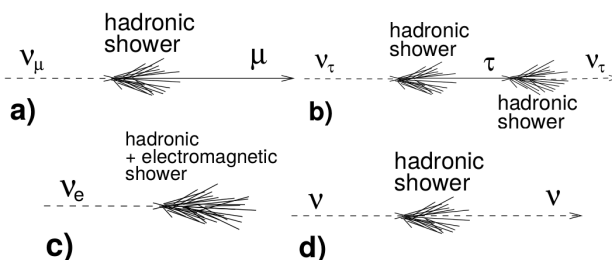 hadronic
shower
ν_μ
μ
a)
hadronic
shower
ν_τ
τ
ν_τ
hadronic
shower
b)
hadronic
+ electromagnetic
shower
ν_e
c)
hadronic
shower
ν
ν
d)